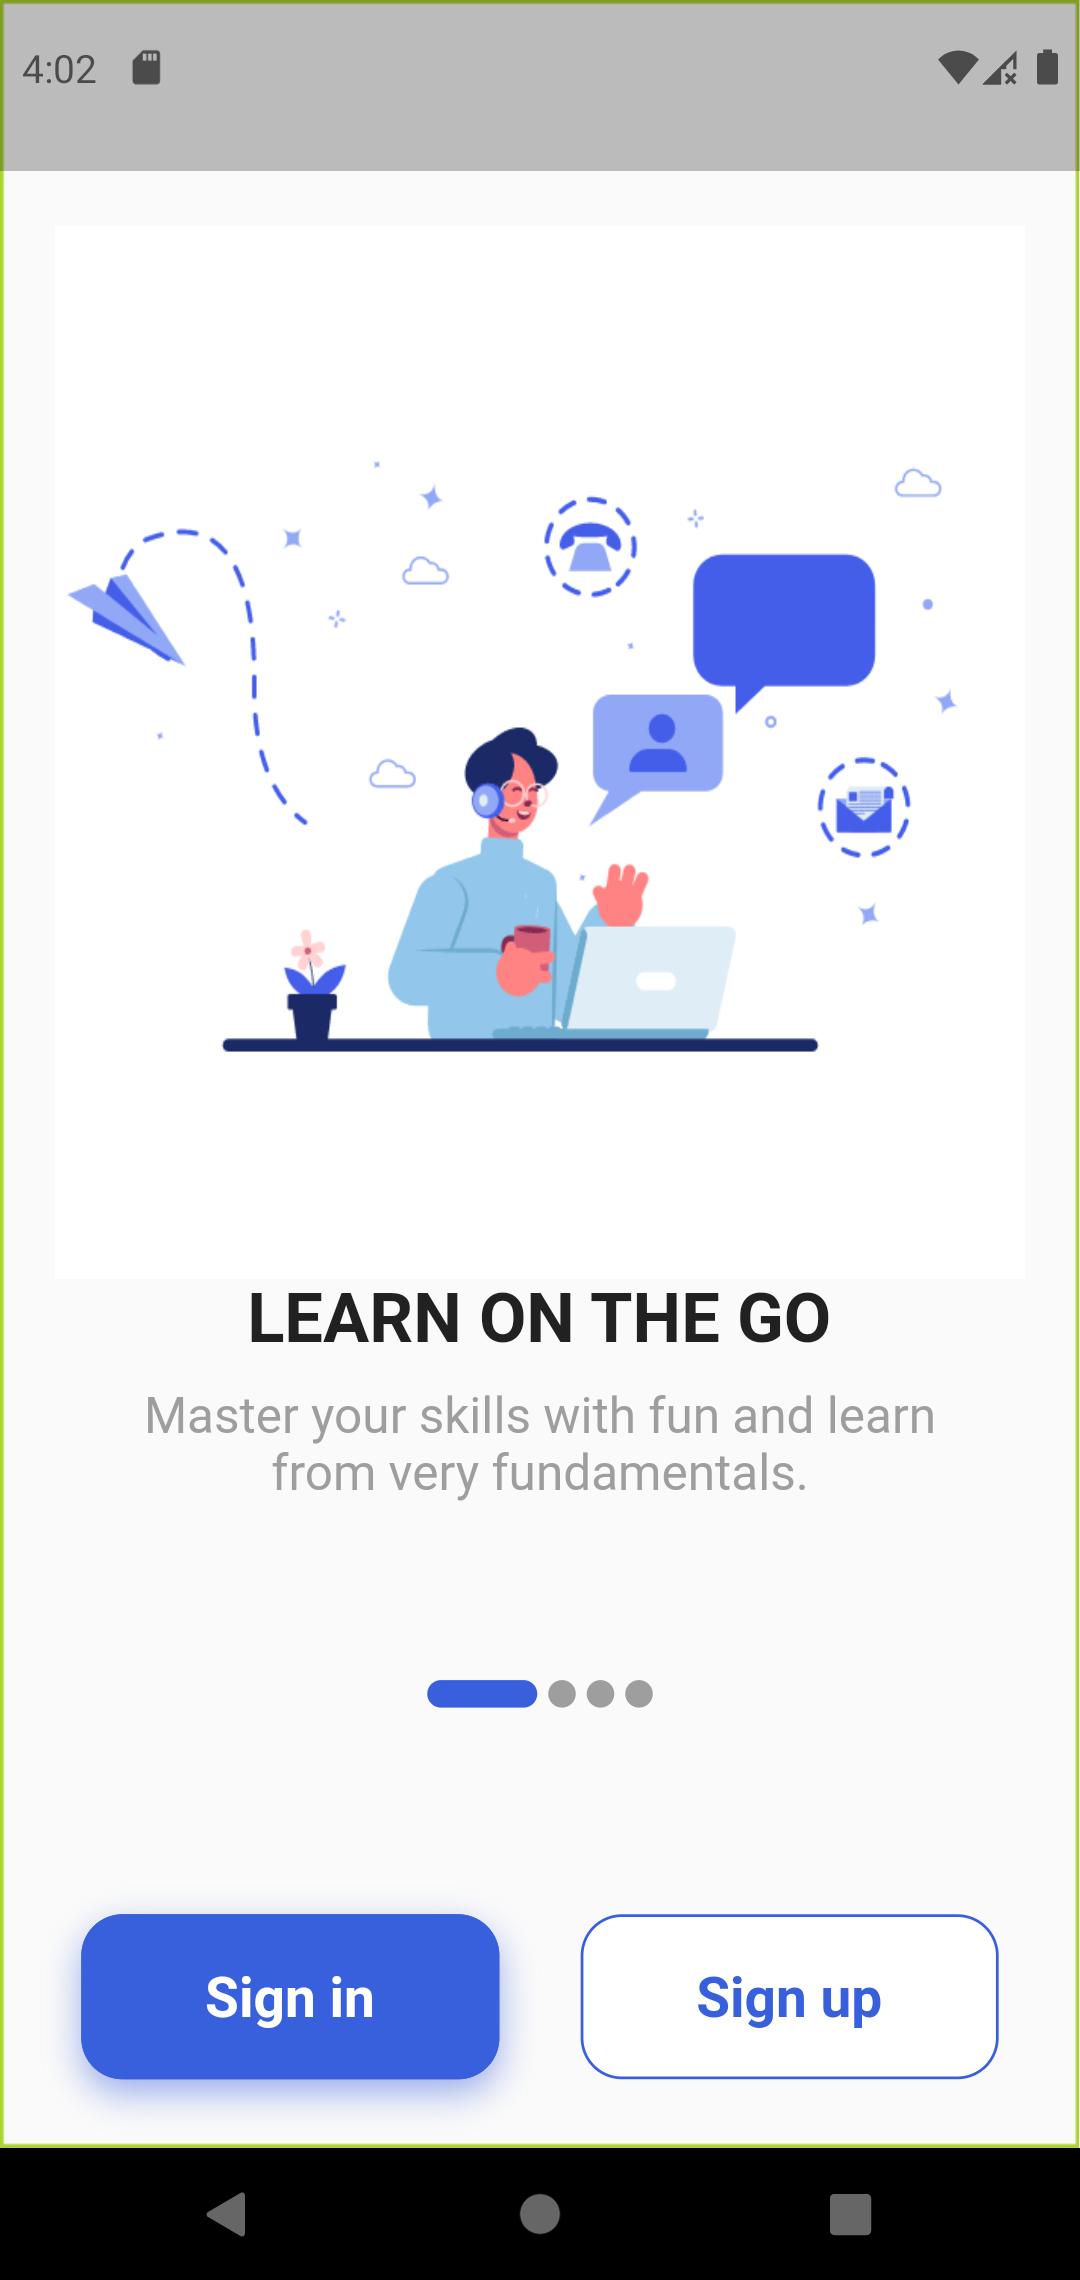 4:02
LEARN ON THE GO
Master your skills with fun and learn
from very fundamentals.
Sign in
Sign up